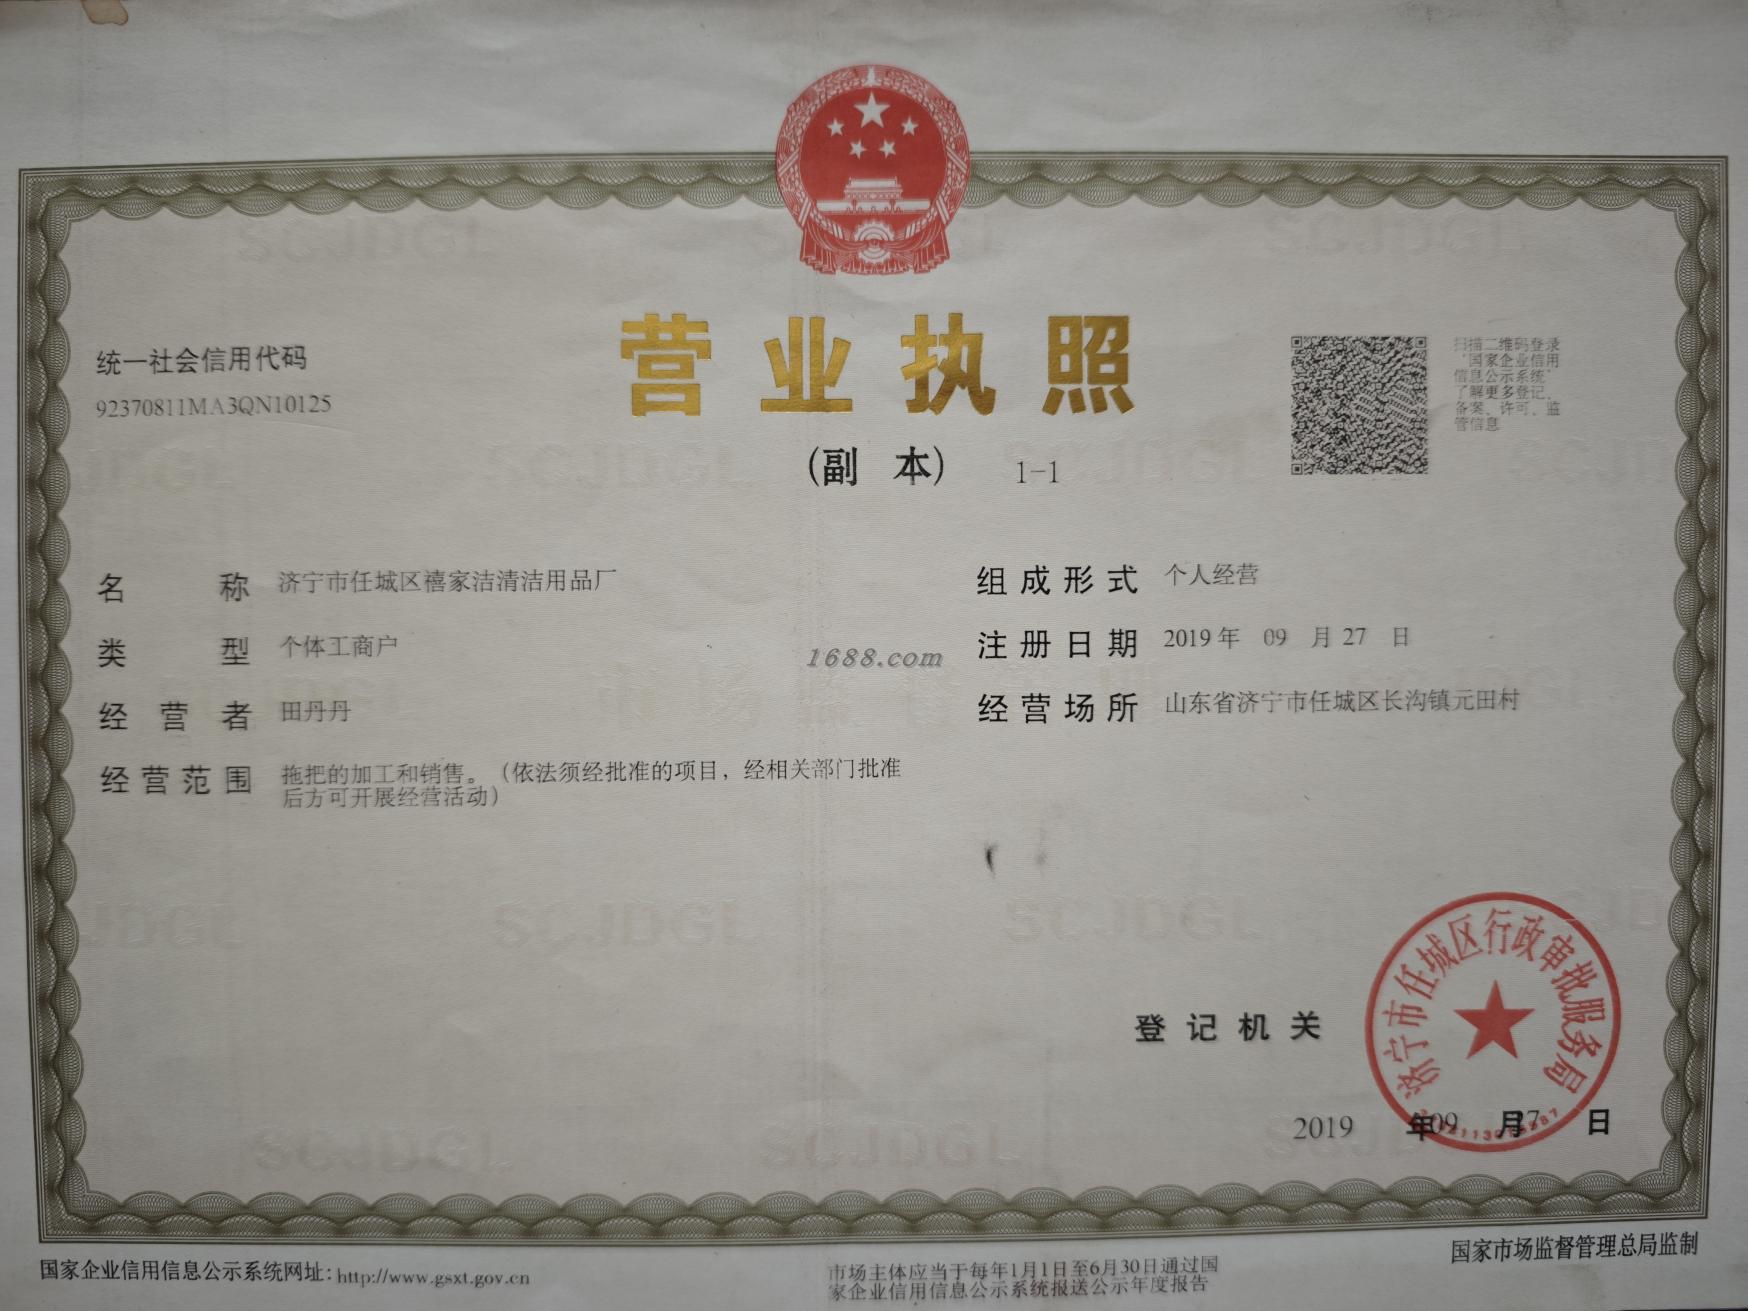 营业执照
(副 本) 1-1
统一社会信用代码
92370811MA3QN10125
扫描二维码登录
"国家企业信用
信息公示系统"
了解更多登记、
备案、许可、监
管信息
名称 济宁市任城区禧家洁清洁用品厂
类型 个体工商户
经营者 田丹丹
经营范围 拖把的加工和销售。(依法须经批准的项目，经相关部门批准
后方可开展经营活动)
组成形式 个人经营
注册日期 2019年 09 月27 日
经营场所 山东省济宁市任城区长沟镇元田村
1688.com
SCJDGL
登记机关
济宁市任城区行政审批服务局
2019 年09 月27 日
国家企业信用信息公示系统网址:http://www.gsxt.gov.cn
市场主体应当于每年1月1日至6月30日通过国
家企业信用信息公示系统报送公示年度报告
国家市场监督管理总局监制